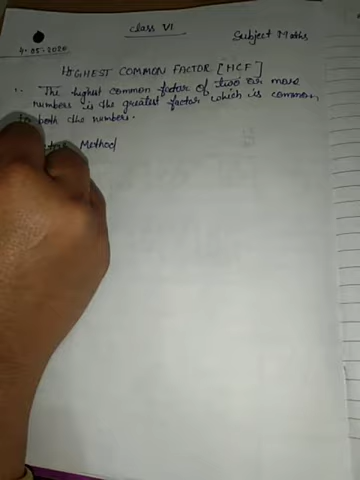 Class VI
4.05.2020
Subject Maths
HIGHEST COMMON FACTOR [HCF]
The highest common factor of two or more
numbers is the greatest factor which is common
to both the numbers.
Method